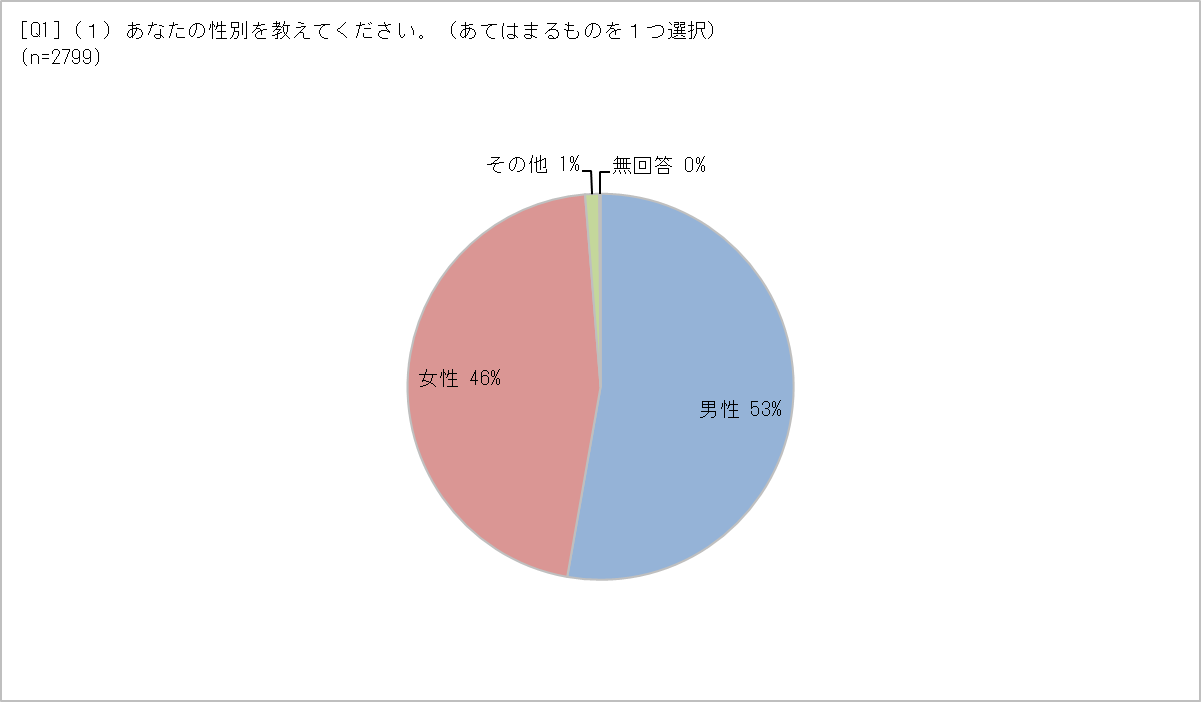 [Q1]（１）あなたの性別を教えてください。（あてはまるものを１つ選択）
(n=2799)
その他 1%
無回答 0%
女性 46%
男性 53%